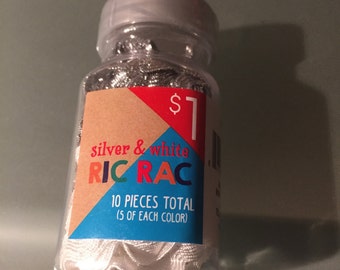 $1
silver & white
RIC RAC
10 PIECES TOTAL
(5 OF EACH COLOR)